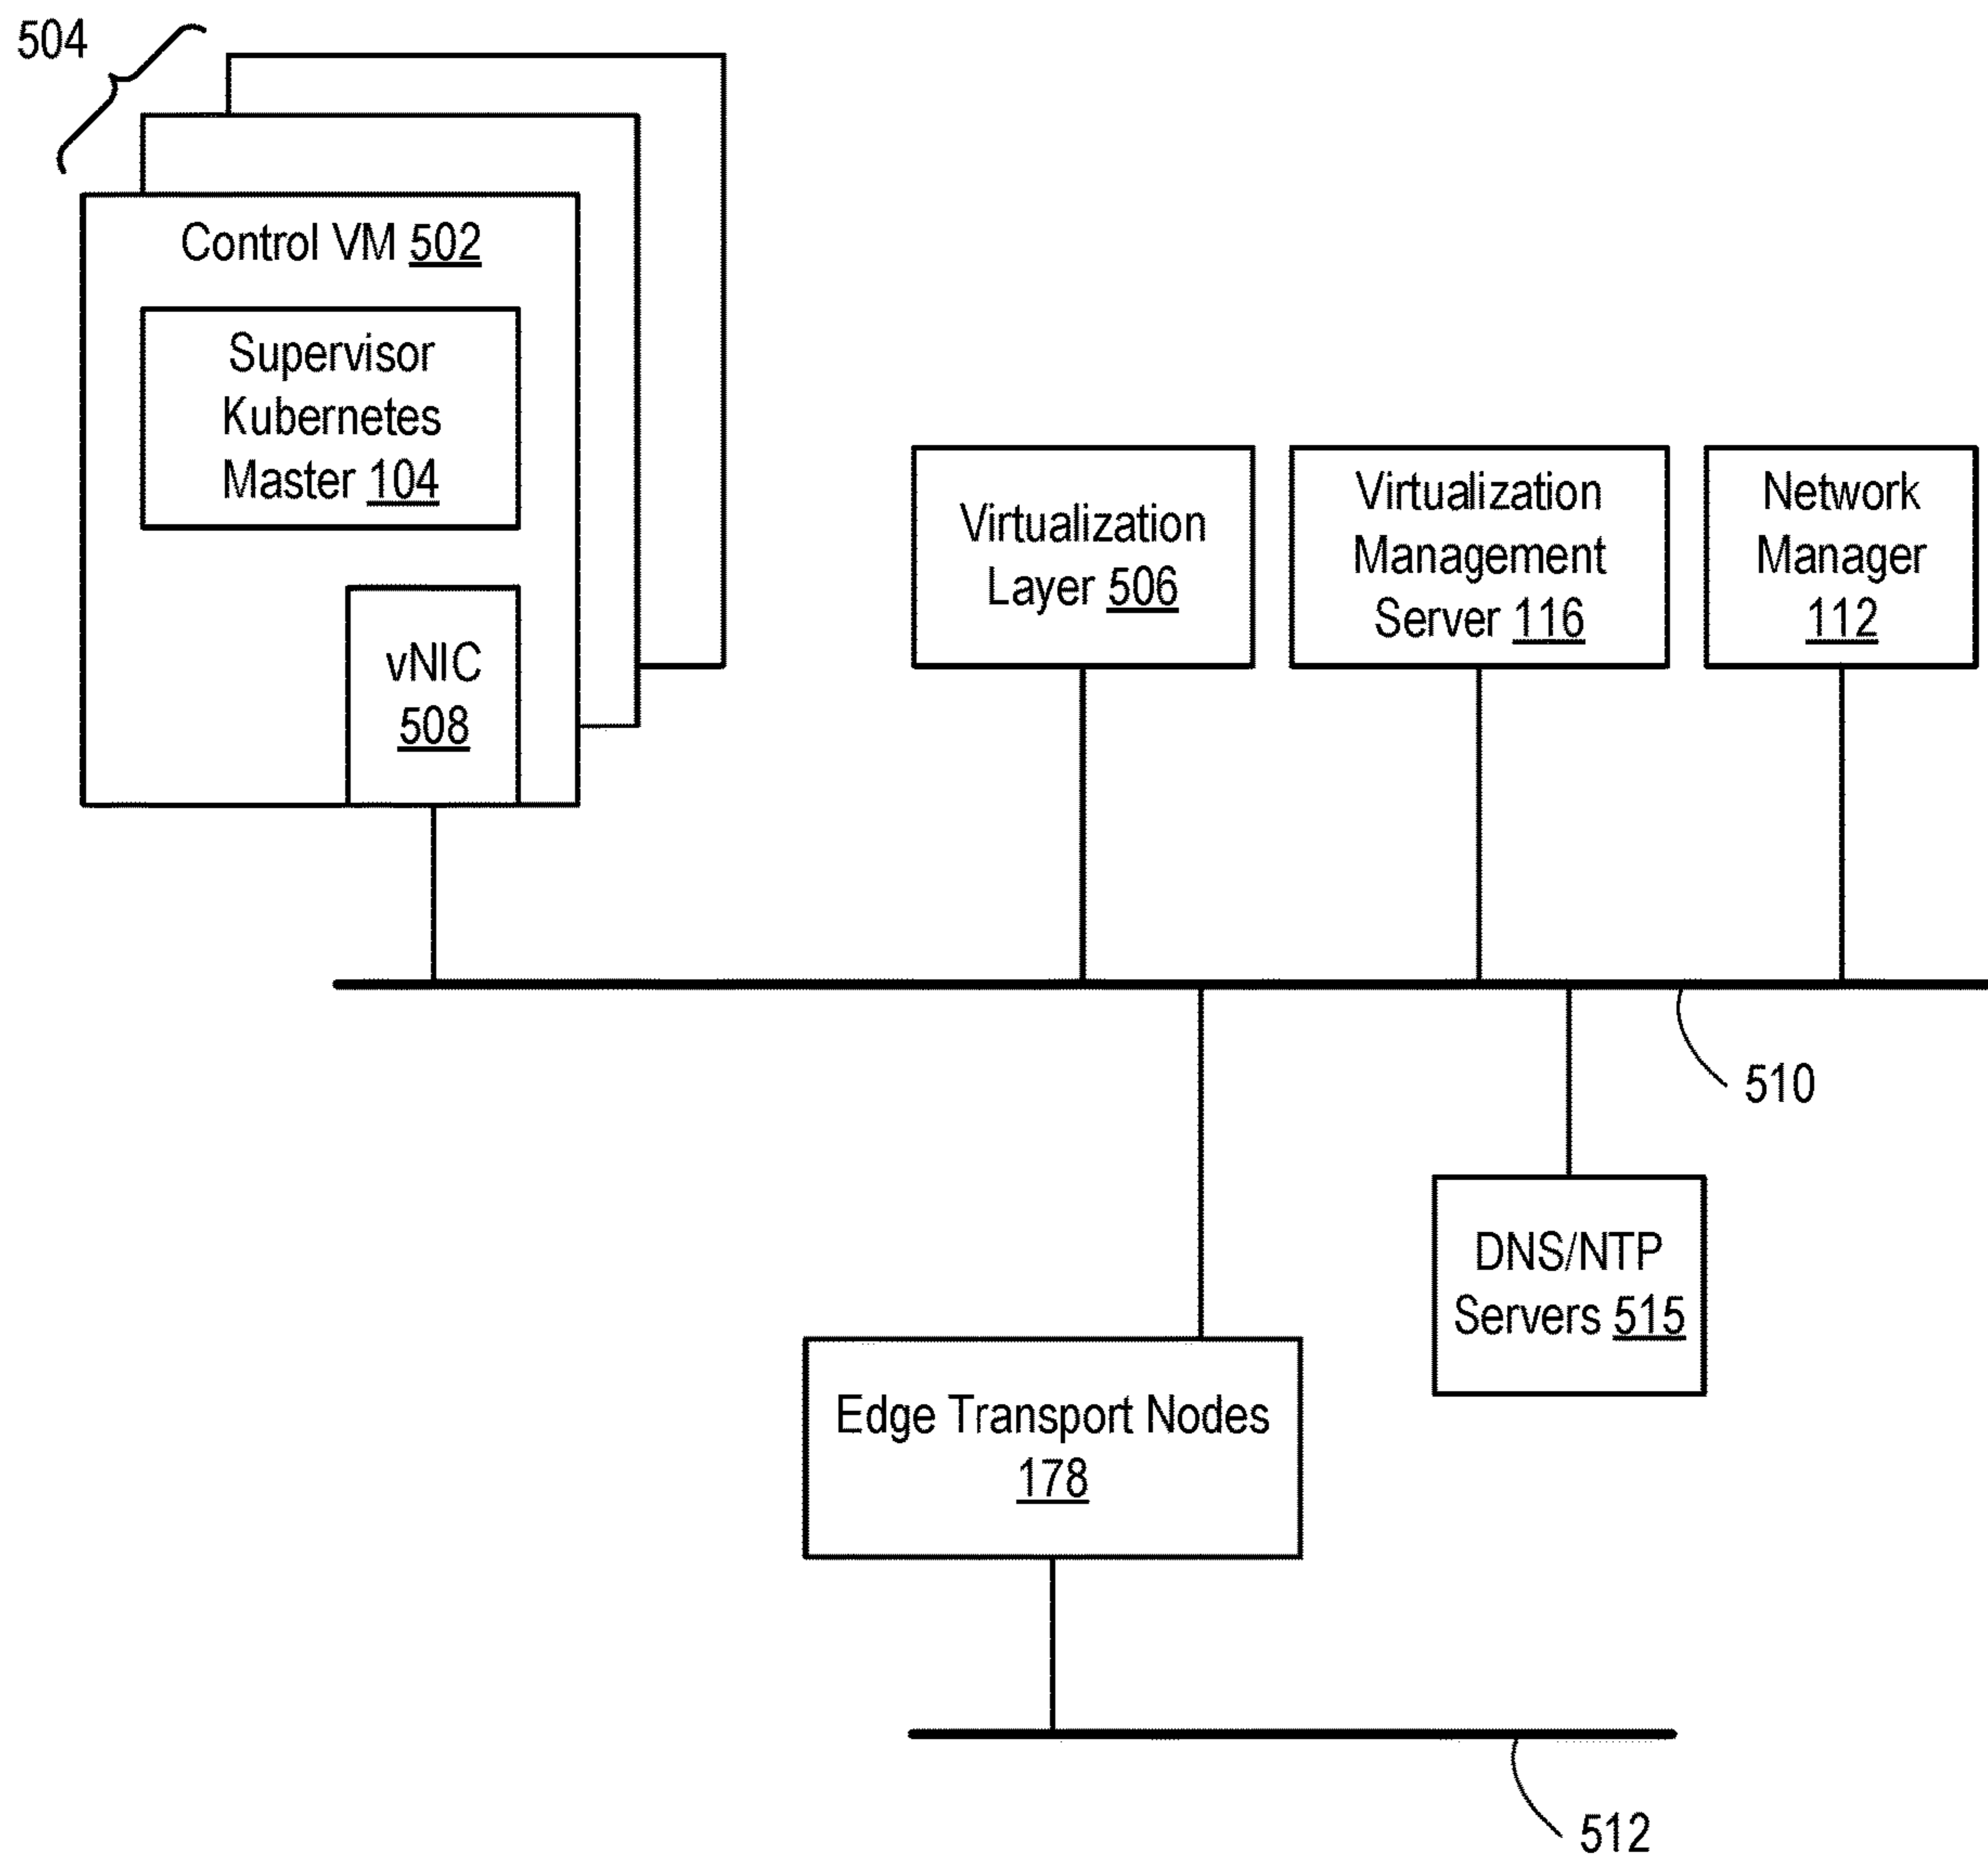 504
Control VM 502
Supervisor
Kubernetes
Master 104
vNIC
508
Virtualization
Layer 506
Virtualization
Management
Server 116
Network
Manager
112
510
DNS/NTP
Servers 515
Edge Transport Nodes
178
512